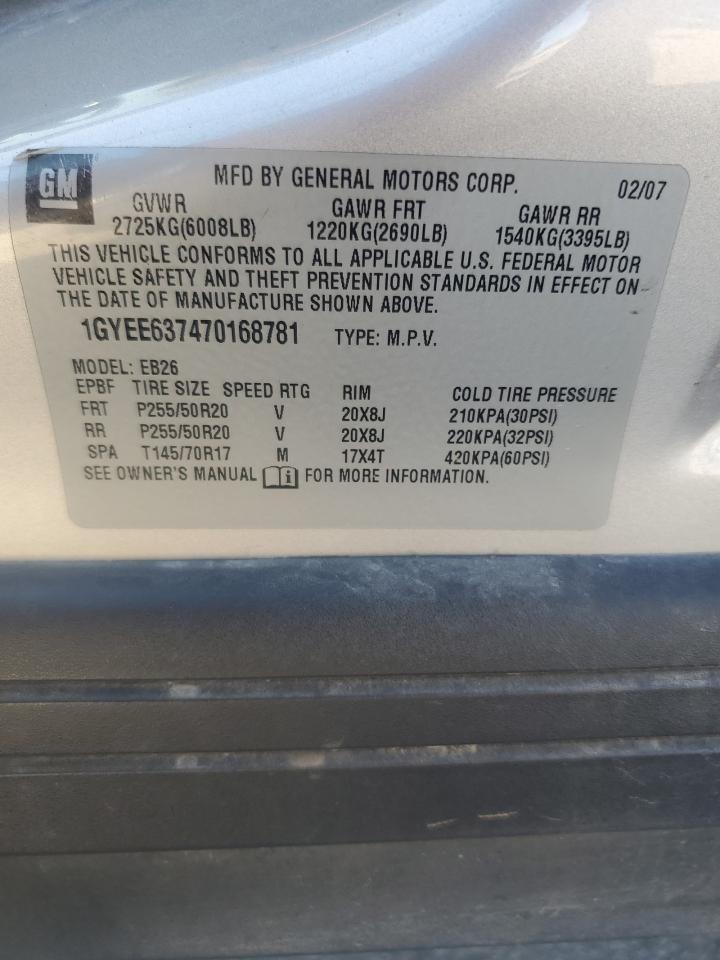 GM
MFD BY GENERAL MOTORS CORP. 02/07
GVWR GAWR FRT GAWR RR
2725KG(6008LB) 1220KG(2690LB) 1540KG(3395LB)
THIS VEHICLE CONFORMS TO ALL APPLICABLE U.S. FEDERAL MOTOR
VEHICLE SAFETY AND THEFT PREVENTION STANDARDS IN EFFECT ON
THE DATE OF MANUFACTURE SHOWN ABOVE.
1GYEE637470168781 TYPE: M.P.V.
MODEL: EB26
EPBF TIRE SIZE SPEED RTG RIM COLD TIRE PRESSURE
FRT P255/50R20 V 20X8J 210KPA(30PSI)
RR P255/50R20 V 20X8J 220KPA(32PSI)
SPA T145/70R17 M 17X4T 420KPA(60PSI)
SEE OWNER'S MANUAL i FOR MORE INFORMATION.